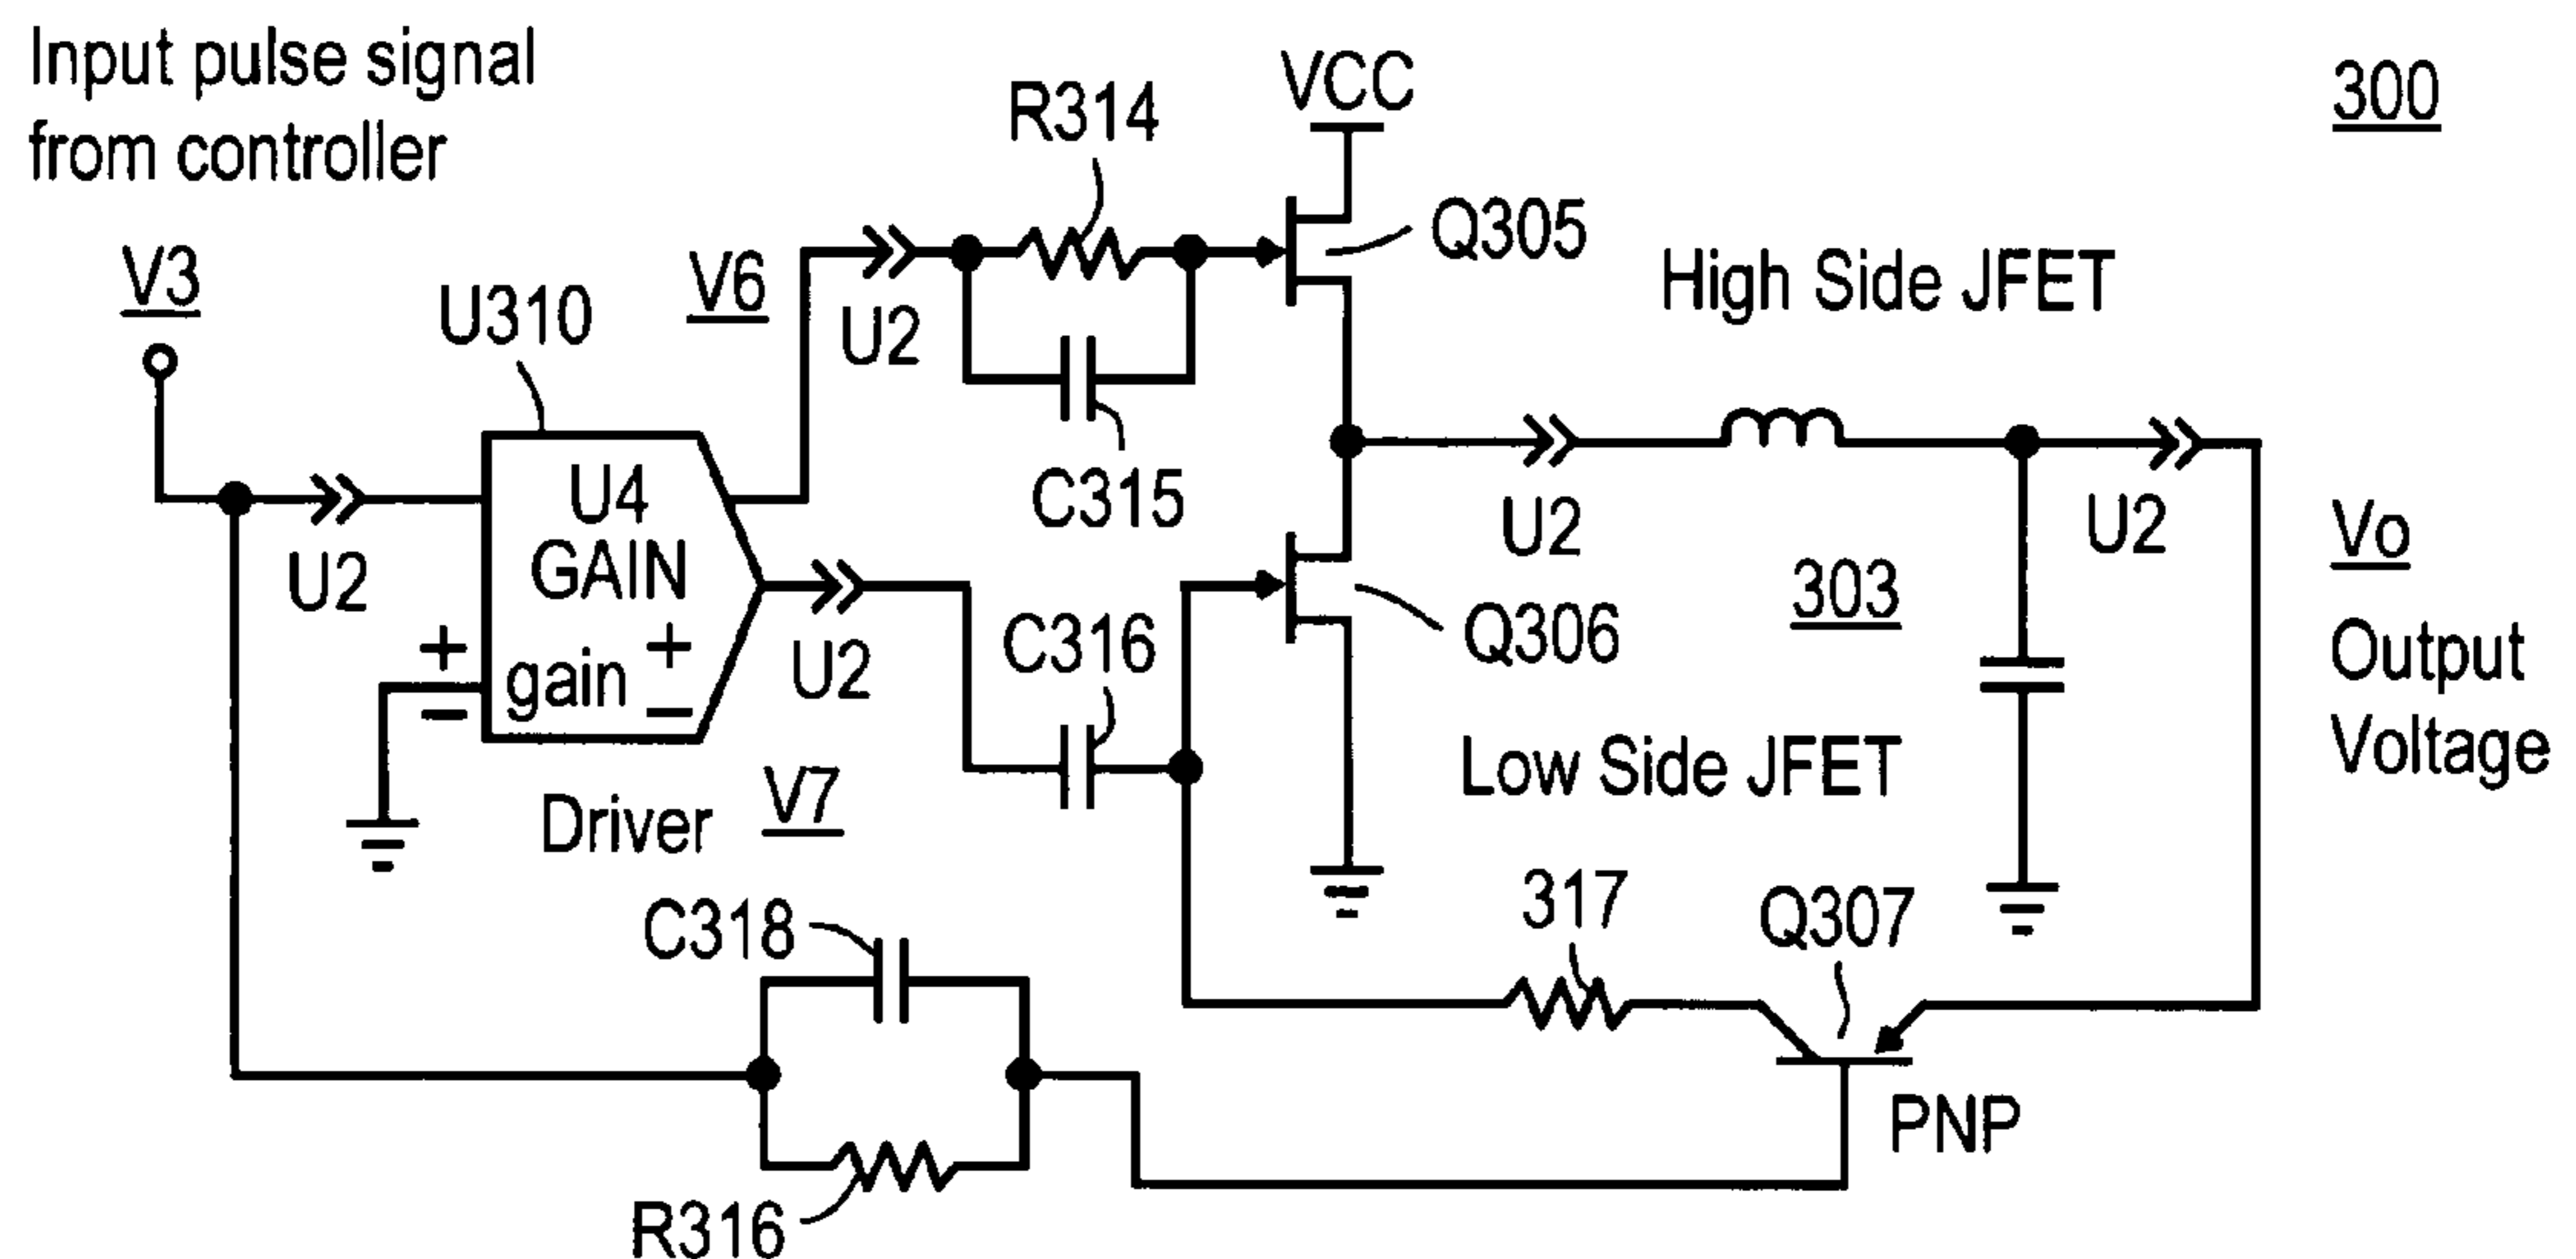 Input pulse signal
from controller
VCC
300
R314
V3
V6
Q305
U310
U2
High Side JFET
C315
U4
GAIN
gain
+
−
+
−
U2
U2
U2
U2
Vo
Output
Voltage
303
C316
Q306
Low Side JFET
Driver
V7
C318
317
Q307
PNP
R316